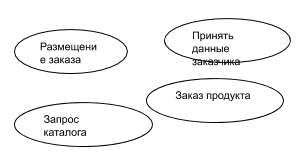 Размещени
е заказа
Принять
данные
заказчика
Заказ продукта
Запрос
каталога